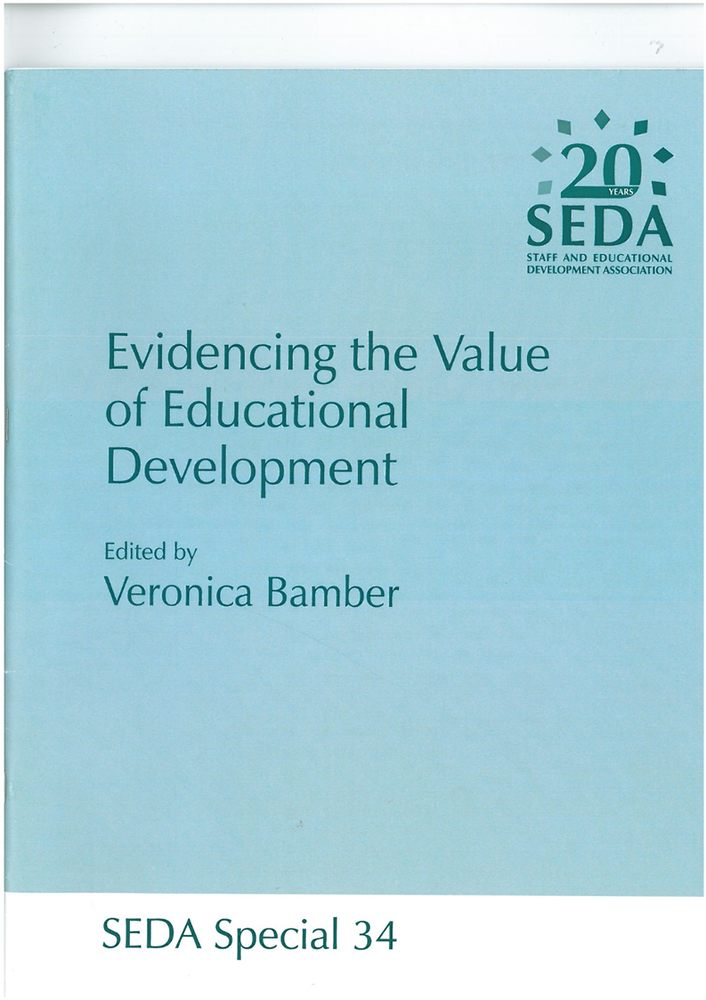 20
YEARS
SEDA
STAFF AND EDUCATIONAL
DEVELOPMENT ASSOCIATION
Evidencing the Value
of Educational
Development
Edited by
Veronica Bamber
SEDA Special 34